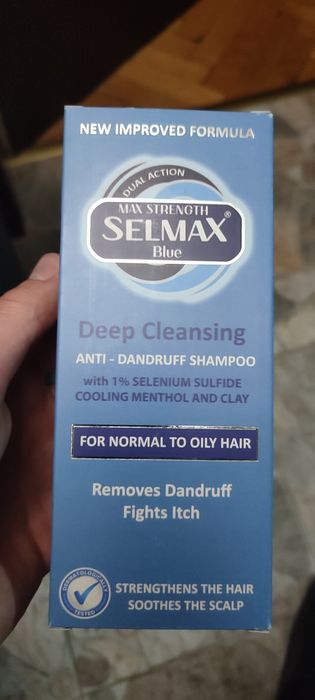 NEW IMPROVED FORMULA
DUAL ACTION
MAX STRENGTH
SELMAX®
Blue
Deep Cleansing
ANTI - DANDRUFF SHAMPOO
with 1% SELENIUM SULFIDE
COOLING MENTHOL AND CLAY
FOR NORMAL TO OILY HAIR
Removes Dandruff
Fights Itch
DERMATOLOGICALLY
TESTED
STRENGTHENS THE HAIR
SOOTHES THE SCALP